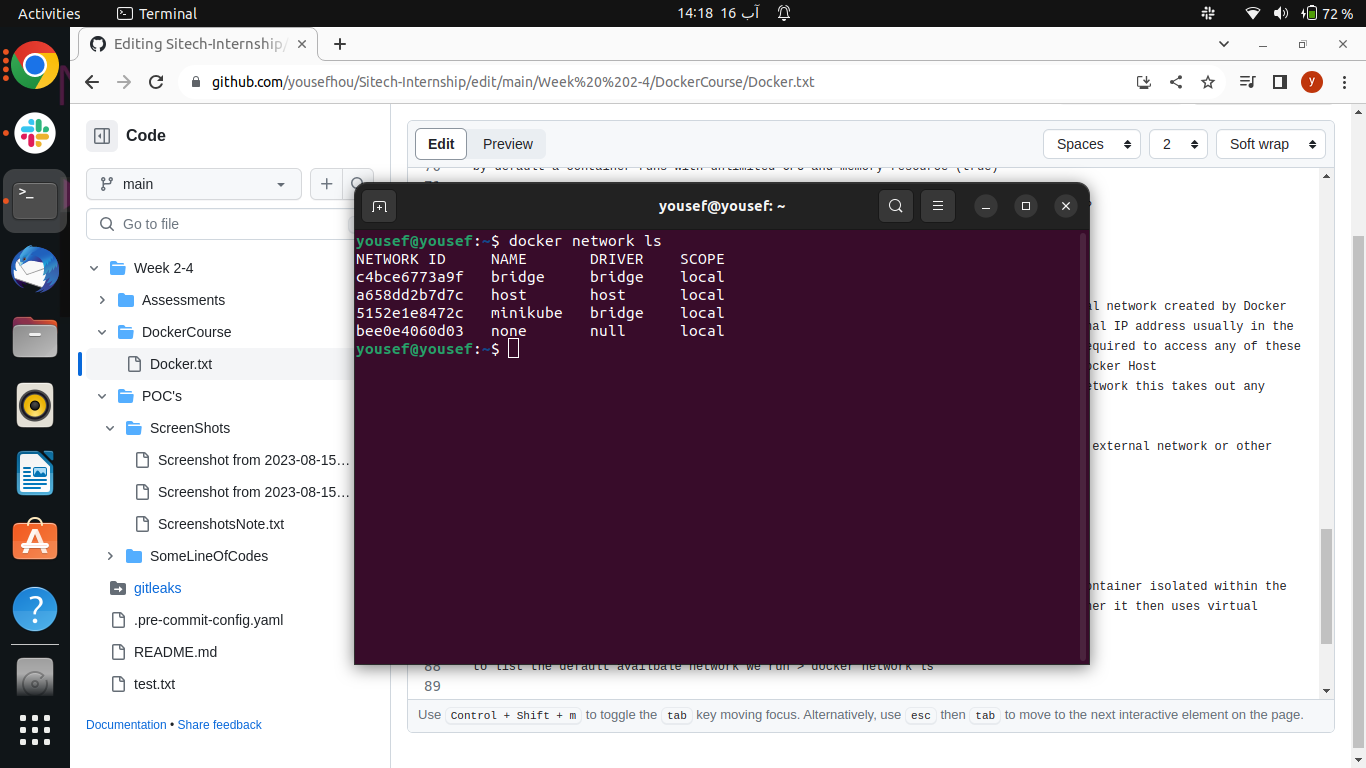 Activities
Terminal
14:18 16 آب
72 %
Editing Sitech-Internship/
github.com/yousefhou/Sitech-Internship/edit/main/Week%20%202-4/DockerCourse/Docker.txt
y
Code
main
Go to file
Week 2-4
Assessments
DockerCourse
Docker.txt
POC's
ScreenShots
Screenshot from 2023-08-15…
Screenshot from 2023-08-15…
ScreenshotsNote.txt
SomeLineOfCodes
gitleaks
.pre-commit-config.yaml
README.md
test.txt
Documentation • Share feedback
Edit
Preview
Spaces
2
Soft wrap
by default a container runs with unlimited CPU and memory resource (true)
yousef@yousef: ~
yousef@yousef:~$ docker network ls
NETWORK ID NAME DRIVER SCOPE
c4bce6773a9f bridge bridge local
a658dd2b7d7c host host local
5152e1e8472c minikube bridge local
bee0e4060d03 none null local
yousef@yousef:~$
network created by Docker
IP address usually in the
required to access any of these
Docker Host
network this takes out any
external network or other
container isolated within the
it then uses virtual
88 to list the default availbale network we run > docker network ls
89
Use Control + Shift + m to toggle the tab key moving focus. Alternatively, use esc then tab to move to the next interactive element on the page.